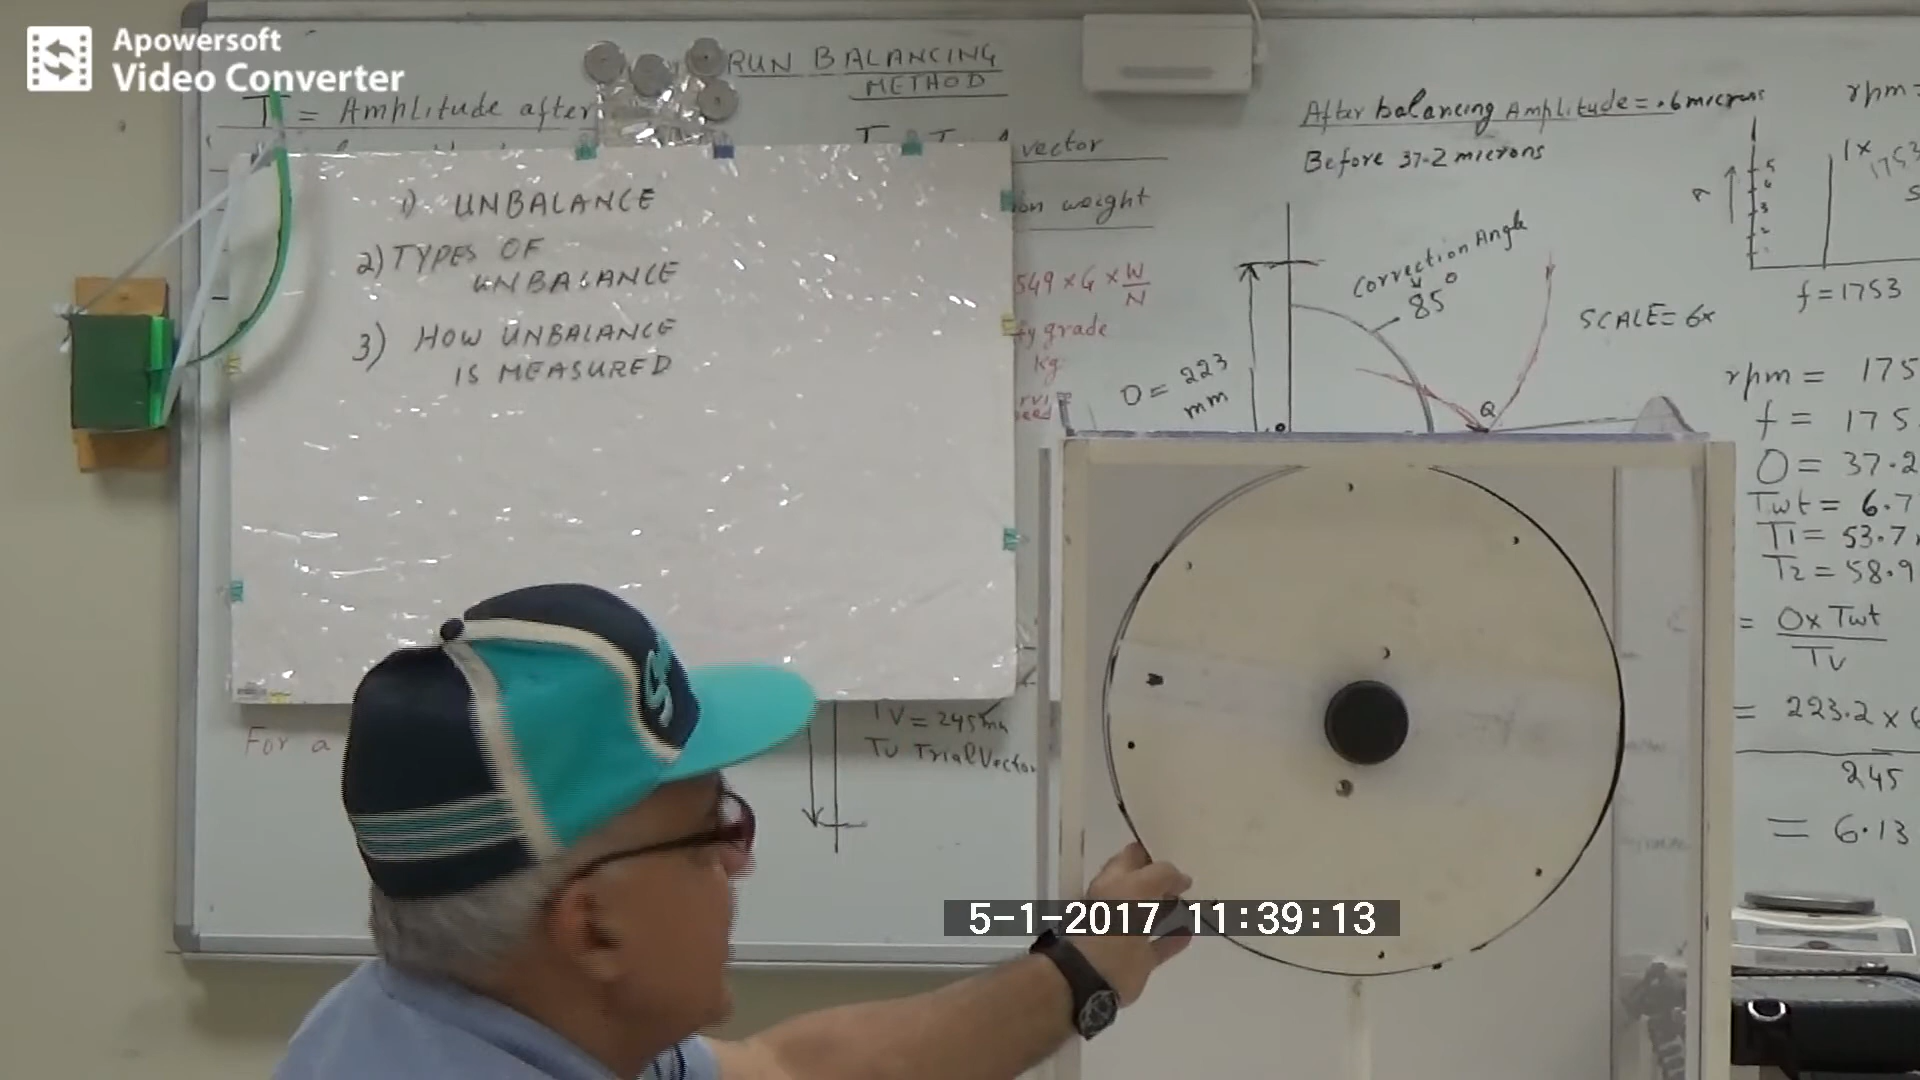 Apowersoft
Video Converter
RUN BALANCING
METHOD
= Amplitude after
vector
weight
1) UNBALANCE
2) TYPES OF
UNBALANCE
3) HOW UNBALANCE
IS MEASURED
549 × G × W/N
grade
kg
After balancing Amplitude = .6 microns
Before 37.2 microns
rpm =
1x
1753
f = 1753
Correction Angle
85°
SCALE = 6x
O = 223
mm
Q
rpm = 175
f = 175
O = 37.2
Twt = 6.7
T1 = 53.7
T2 = 58.9
= O x Twt
Tv
= 223.2 x 6
245
= 6.13
For a
TV = 245 mm
Tv Trial Vector
5-1-2017 11:39:13